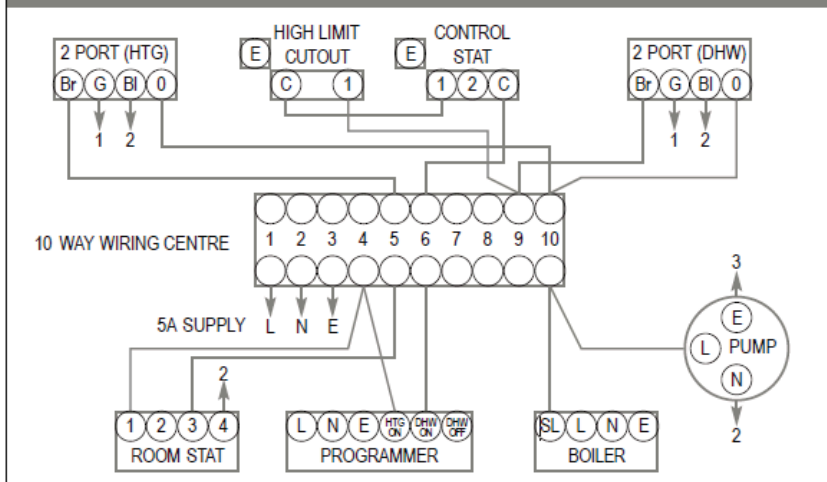 HIGH LIMIT CONTROL
2 PORT (HTG) E CUTOUT E STAT 2 PORT (DHW)
Br G Bl 0 C 1 1 2 C Br G Bl 0
1 2 1 2
10 WAY WIRING CENTRE 1 2 3 4 5 6 7 8 9 10
3
5A SUPPLY L N E
E
L PUMP
N
2
2
1 2 3 4 L N E HTG ON DHW ON DHW OFF SL L N E
ROOM STAT PROGRAMMER BOILER